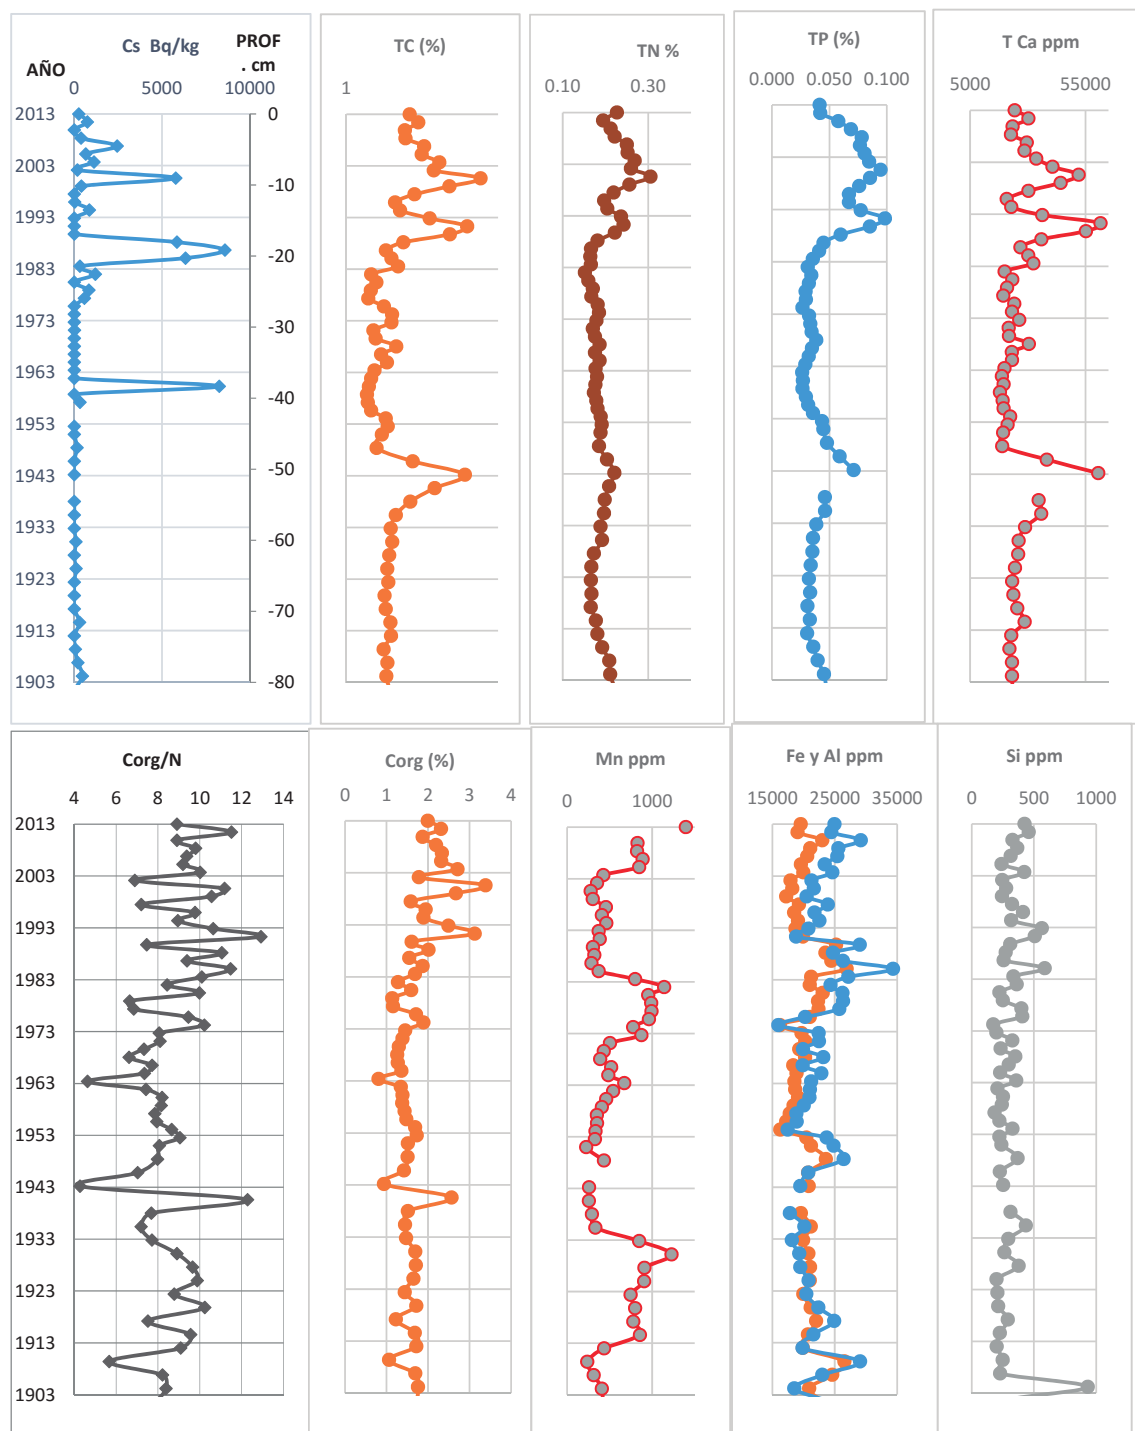 Cs Bq/kg
PROF
. cm
AÑO
0 5000 10000
2013
2003
1993
1983
1973
1963
1953
1943
1933
1923
1913
1903
0
-10
-20
-30
-40
-50
-60
-70
-80
TC (%)
1
TN %
0.10 0.30
TP (%)
0.000 0.050 0.100
T Ca ppm
5000 55000
Corg/N
4 6 8 10 12 14
2013
2003
1993
1983
1973
1963
1953
1943
1933
1923
1913
1903
Corg (%)
0 1 2 3 4
Mn ppm
0 1000
Fe y Al ppm
15000 25000 35000
Si ppm
0 500 1000